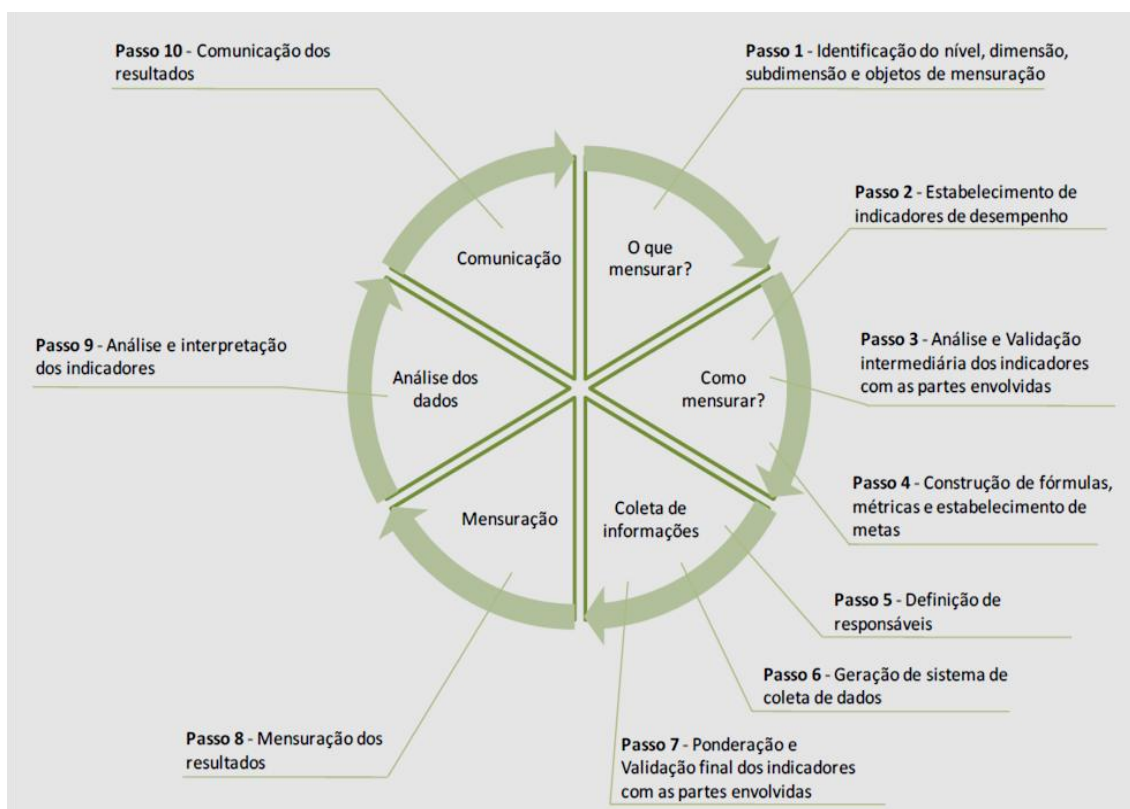 Passo 10 - Comunicação dos
resultados
Passo 1 - Identificação do nível, dimensão,
subdimensão e objetos de mensuração
Passo 2 - Estabelecimento de
indicadores de desempenho
Comunicação
O que
mensurar?
Passo 9 - Análise e interpretação
dos indicadores
Passo 3 - Análise e Validação
intermediária dos indicadores
com as partes envolvidas
Análise dos
dados
Como
mensurar?
Passo 4 - Construção de fórmulas,
métricas e estabelecimento de
metas
Mensuração
Coleta de
informações
Passo 5 - Definição de
responsáveis
Passo 6 - Geração de sistema de
coleta de dados
Passo 8 - Mensuração dos
resultados
Passo 7 - Ponderação e
Validação final dos indicadores
com as partes envolvidas